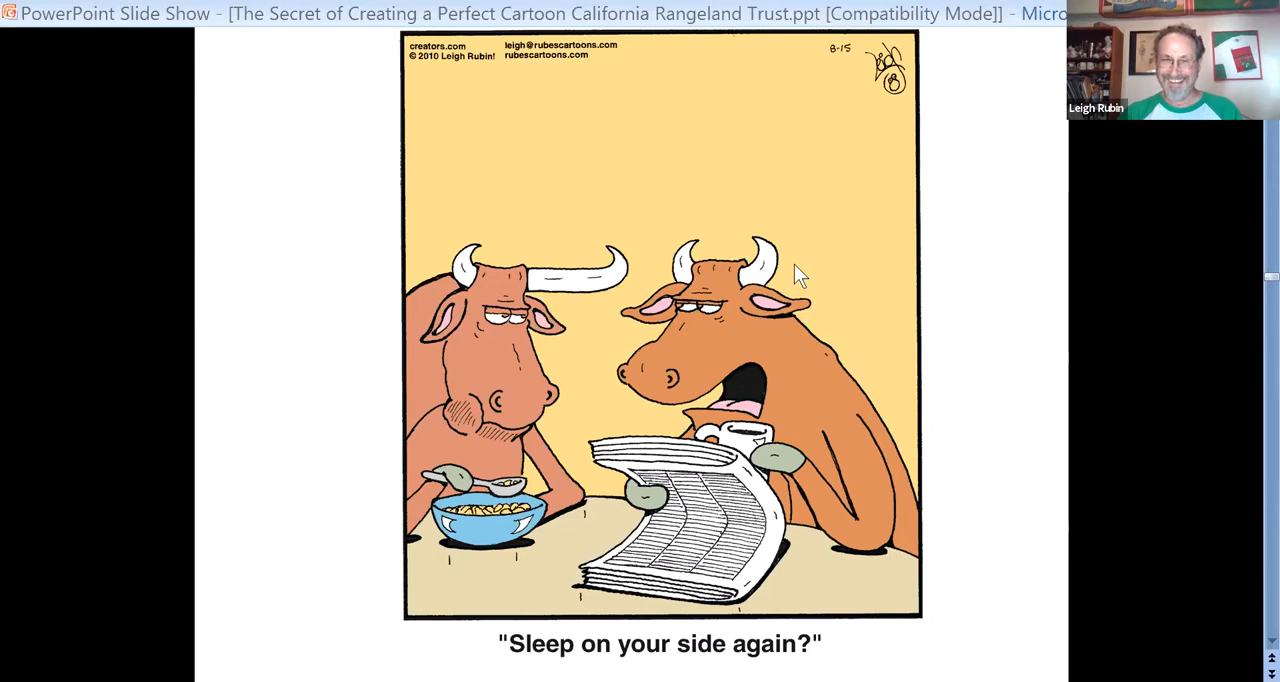 PowerPoint Slide Show - [The Secret of Creating a Perfect Cartoon California Rangeland Trust.ppt [Compatibility Mode]] - Micro
Leigh Rubin
creators.com leigh@rubescartoons.com
© 2010 Leigh Rubin! rubescartoons.com
8-15
Leigh
"Sleep on your side again?"